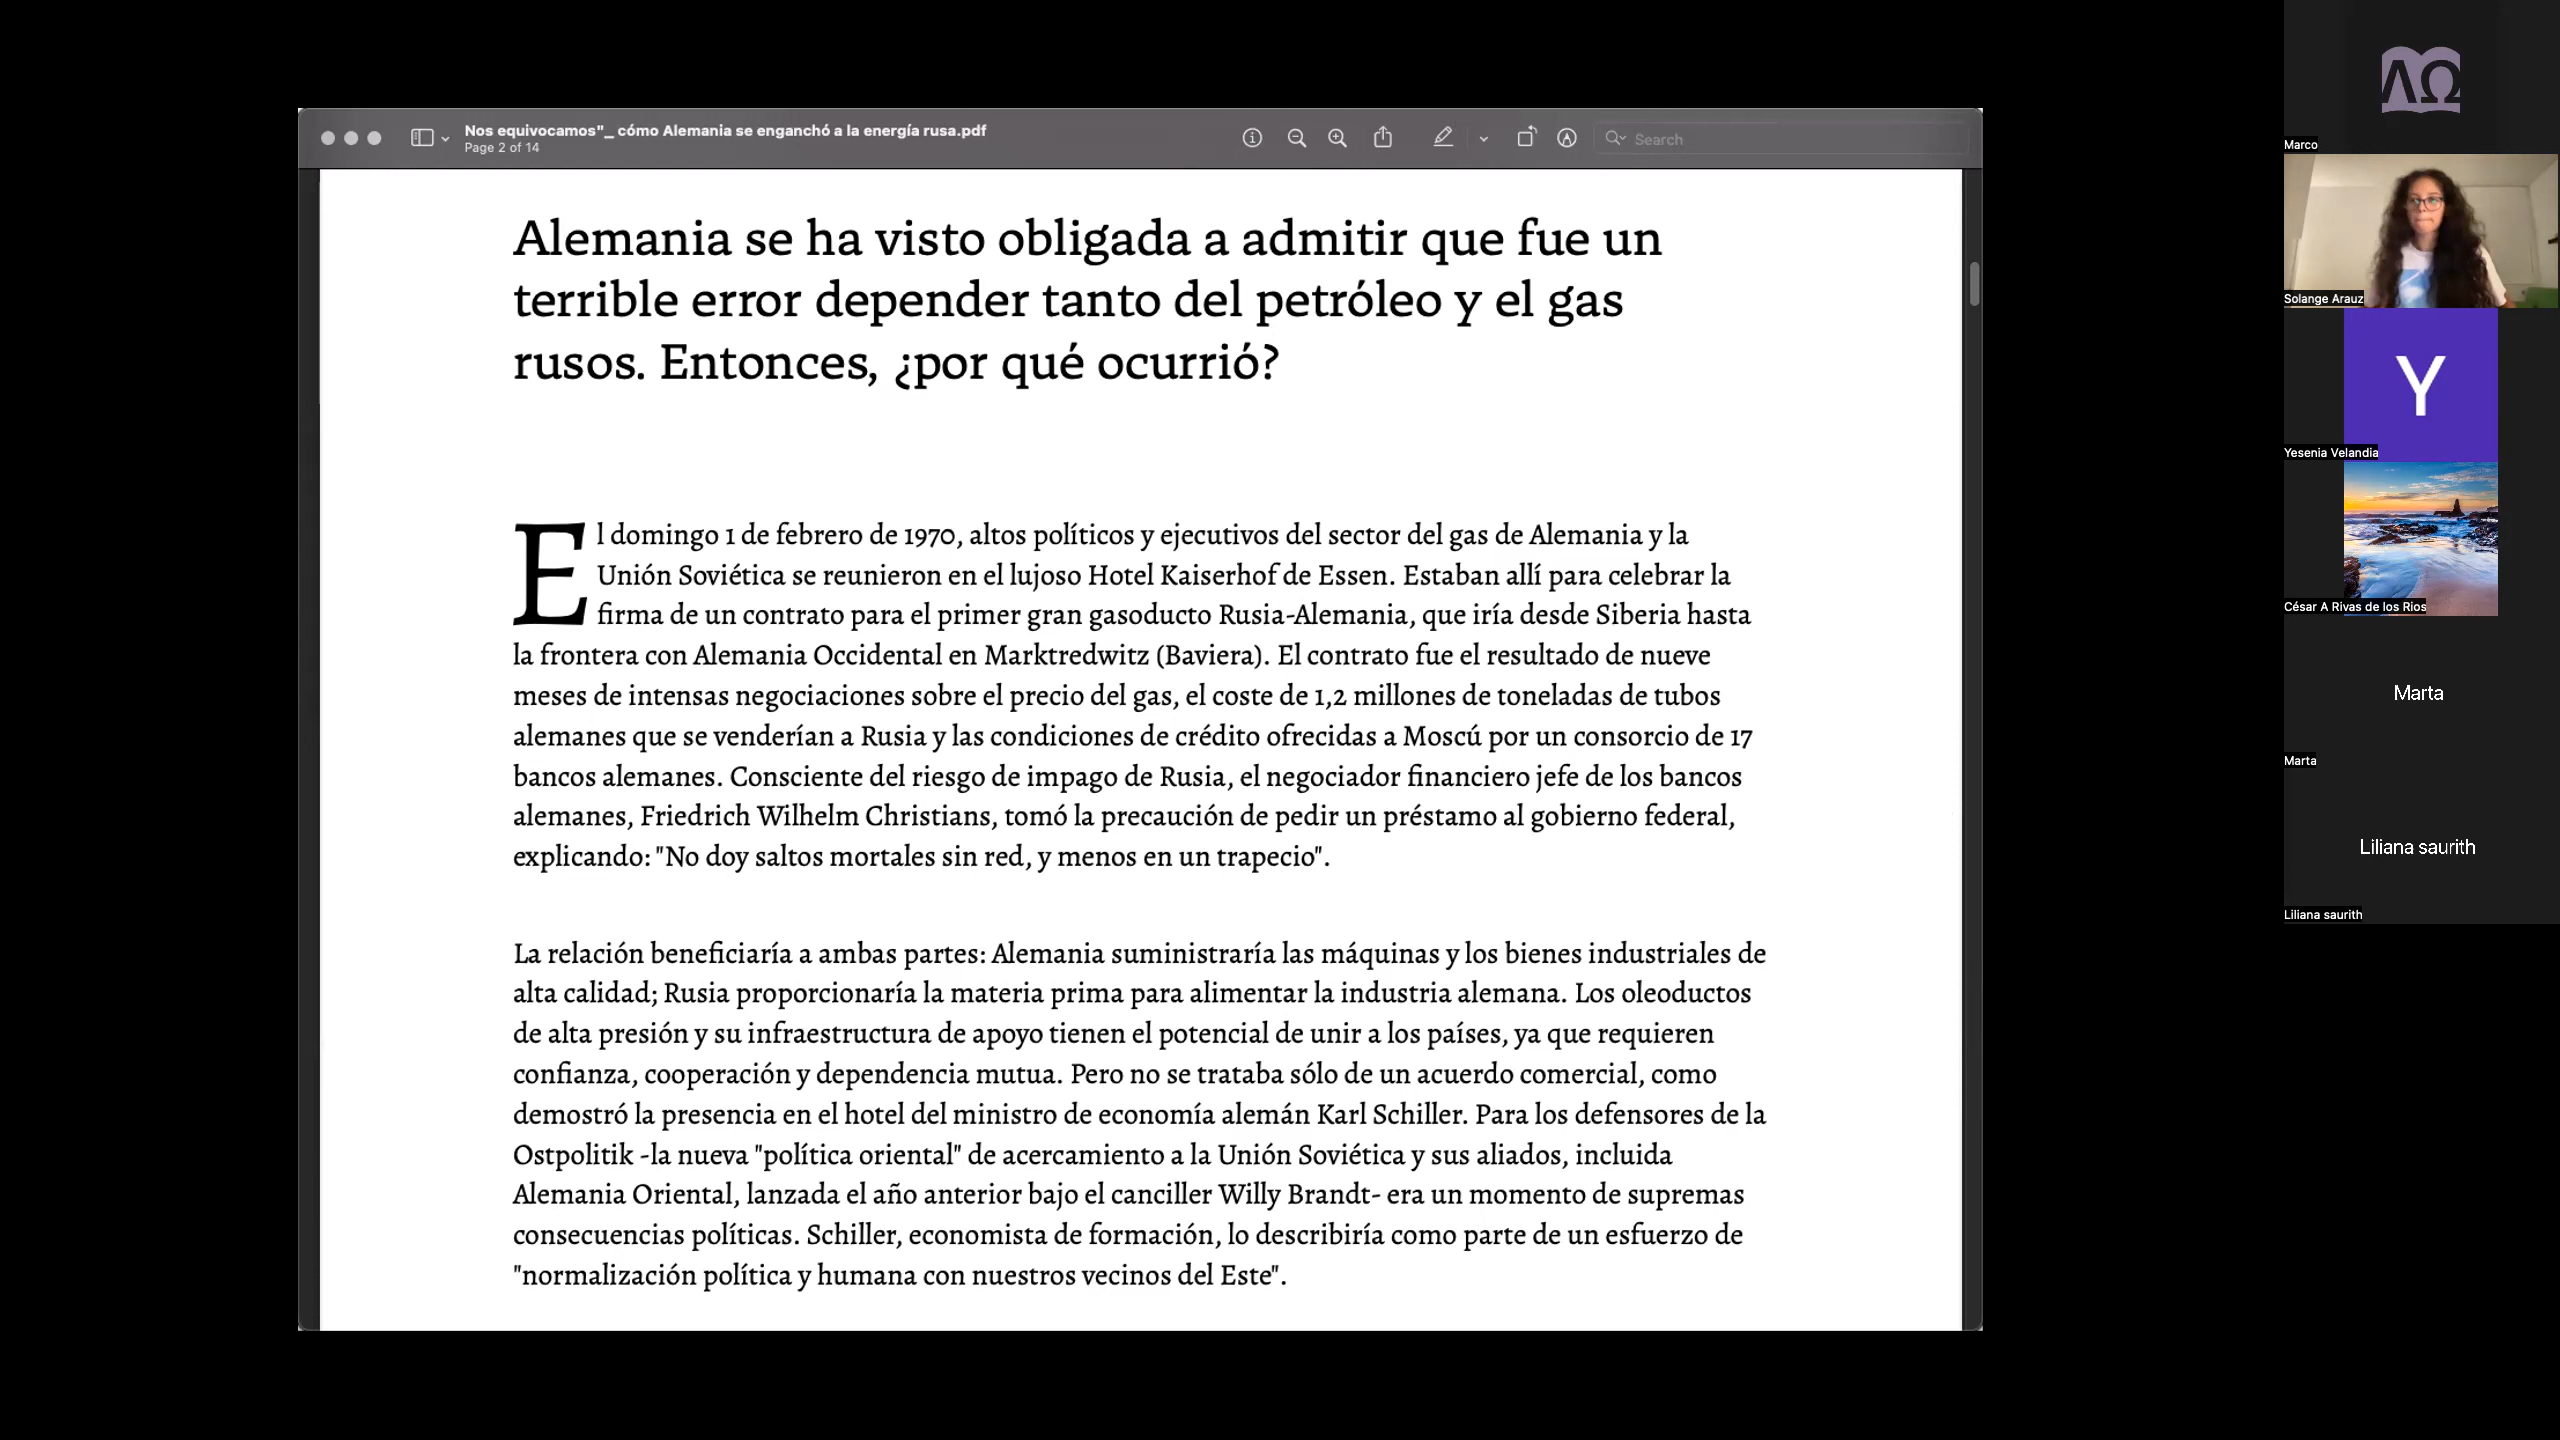 Nos equivocamos"_ cómo Alemania se enganchó a la energía rusa.pdf
Page 2 of 14
Search
Alemania se ha visto obligada a admitir que fue un
terrible error depender tanto del petróleo y el gas
rusos. Entonces, ¿por qué ocurrió?
El domingo 1 de febrero de 1970, altos políticos y ejecutivos del sector del gas de Alemania y la
Unión Soviética se reunieron en el lujoso Hotel Kaiserhof de Essen. Estaban allí para celebrar la
firma de un contrato para el primer gran gasoducto Rusia-Alemania, que iría desde Siberia hasta
la frontera con Alemania Occidental en Marktredwitz (Baviera). El contrato fue el resultado de nueve
meses de intensas negociaciones sobre el precio del gas, el coste de 1,2 millones de toneladas de tubos
alemanes que se venderían a Rusia y las condiciones de crédito ofrecidas a Moscú por un consorcio de 17
bancos alemanes. Consciente del riesgo de impago de Rusia, el negociador financiero jefe de los bancos
alemanes, Friedrich Wilhelm Christians, tomó la precaución de pedir un préstamo al gobierno federal,
explicando: "No doy saltos mortales sin red, y menos en un trapecio".
La relación beneficiaría a ambas partes: Alemania suministraría las máquinas y los bienes industriales de
alta calidad; Rusia proporcionaría la materia prima para alimentar la industria alemana. Los oleoductos
de alta presión y su infraestructura de apoyo tienen el potencial de unir a los países, ya que requieren
confianza, cooperación y dependencia mutua. Pero no se trataba sólo de un acuerdo comercial, como
demostró la presencia en el hotel del ministro de economía alemán Karl Schiller. Para los defensores de la
Ostpolitik -la nueva "política oriental" de acercamiento a la Unión Soviética y sus aliados, incluida
Alemania Oriental, lanzada el año anterior bajo el canciller Willy Brandt- era un momento de supremas
consecuencias políticas. Schiller, economista de formación, lo describiría como parte de un esfuerzo de
"normalización política y humana con nuestros vecinos del Este".
ΑΩ
Marco
Solange Arauz
Y
Yesenia Velandia
César A Rivas de los Rios
Marta
Marta
Liliana saurith
Liliana saurith